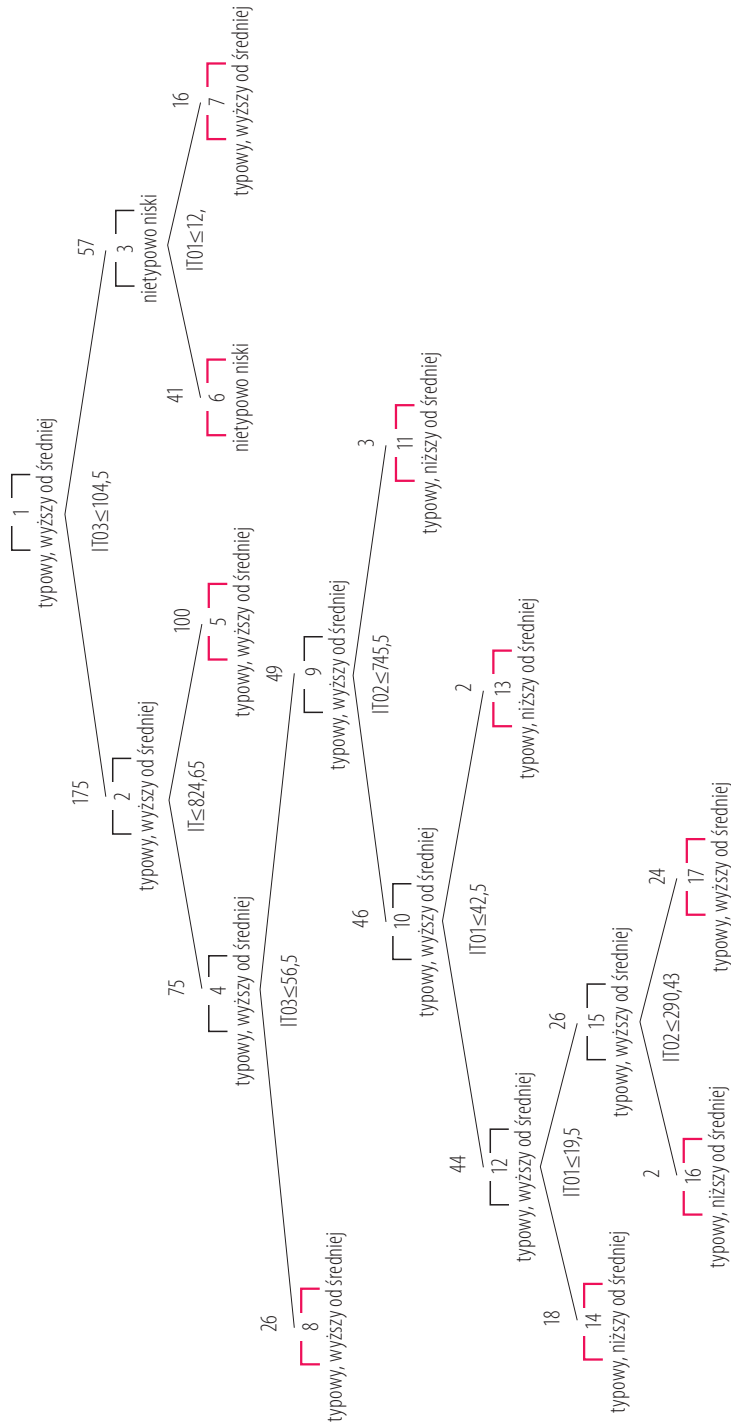 1
typowy, wyższy od średniej
IT03≤104,5
175
2
typowy, wyższy od średniej
IT≤824,65
57
3
nietypowo niski
IT01≤12,
75
4
typowy, wyższy od średniej
IT03≤56,5
100
5
typowy, wyższy od średniej
41
6
nietypowo niski
16
7
typowy, wyższy od średniej
26
8
typowy, wyższy od średniej
49
9
typowy, wyższy od średniej
IT02≤745,5
46
10
typowy, wyższy od średniej
IT01≤42,5
3
11
typowy, niższy od średniej
44
12
typowy, wyższy od średniej
IT01≤19,5
2
13
typowy, niższy od średniej
18
14
typowy, niższy od średniej
26
15
typowy, wyższy od średniej
IT02≤290,43
2
16
typowy, niższy od średniej
24
17
typowy, wyższy od średniej